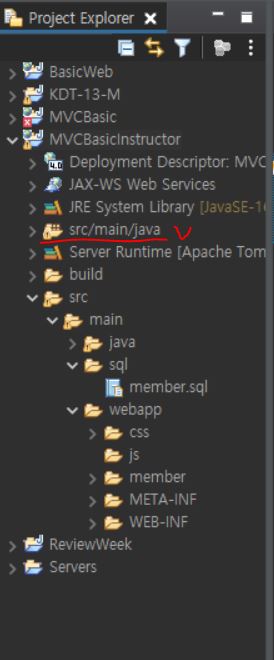 Project Explorer
BasicWeb
KDT-13-M
MVCBasic
MVCBasicInstructor
Deployment Descriptor: MVC
JAX-WS Web Services
JRE System Library [JavaSE-16
src/main/java
Server Runtime [Apache Tom
build
src
main
java
sql
member.sql
webapp
css
js
member
META-INF
WEB-INF
ReviewWeek
Servers